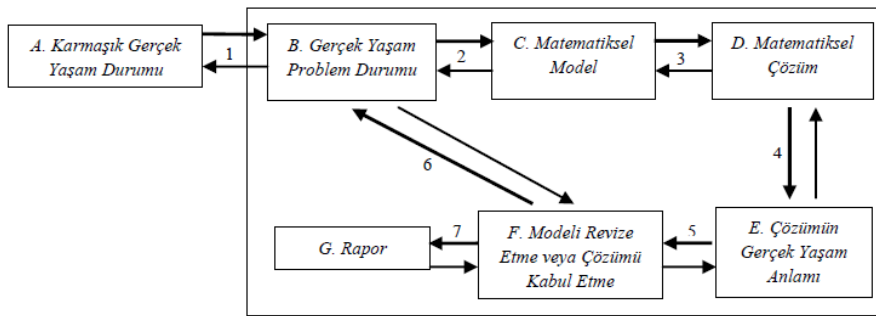 A. Karmaşık Gerçek
Yaşam Durumu
1
B. Gerçek Yaşam
Problem Durumu
2
C. Matematiksel
Model
3
D. Matematiksel
Çözüm
4
6
G. Rapor
7
F. Modeli Revize
Etme veya Çözümü
Kabul Etme
5
E. Çözümün
Gerçek Yaşam
Anlamı